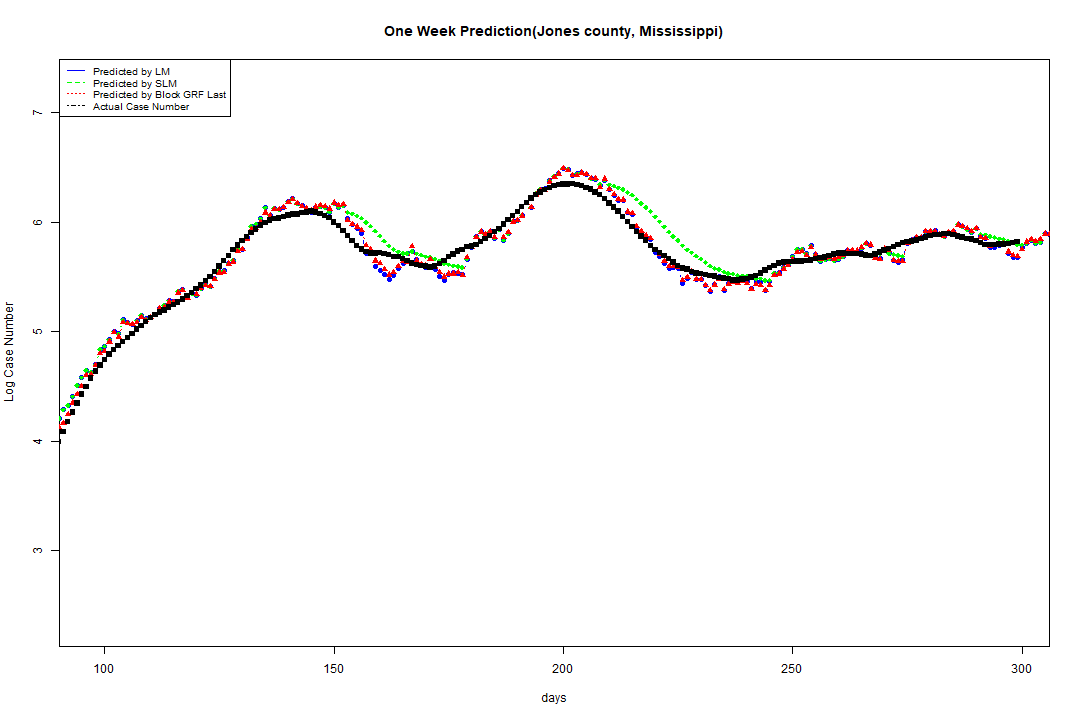 One Week Prediction(Jones county, Mississippi)
Predicted by LM
Predicted by SLM
Predicted by Block GRF Last
Actual Case Number
7
6
5
4
3
Log Case Number
100 150 200 250 300
days